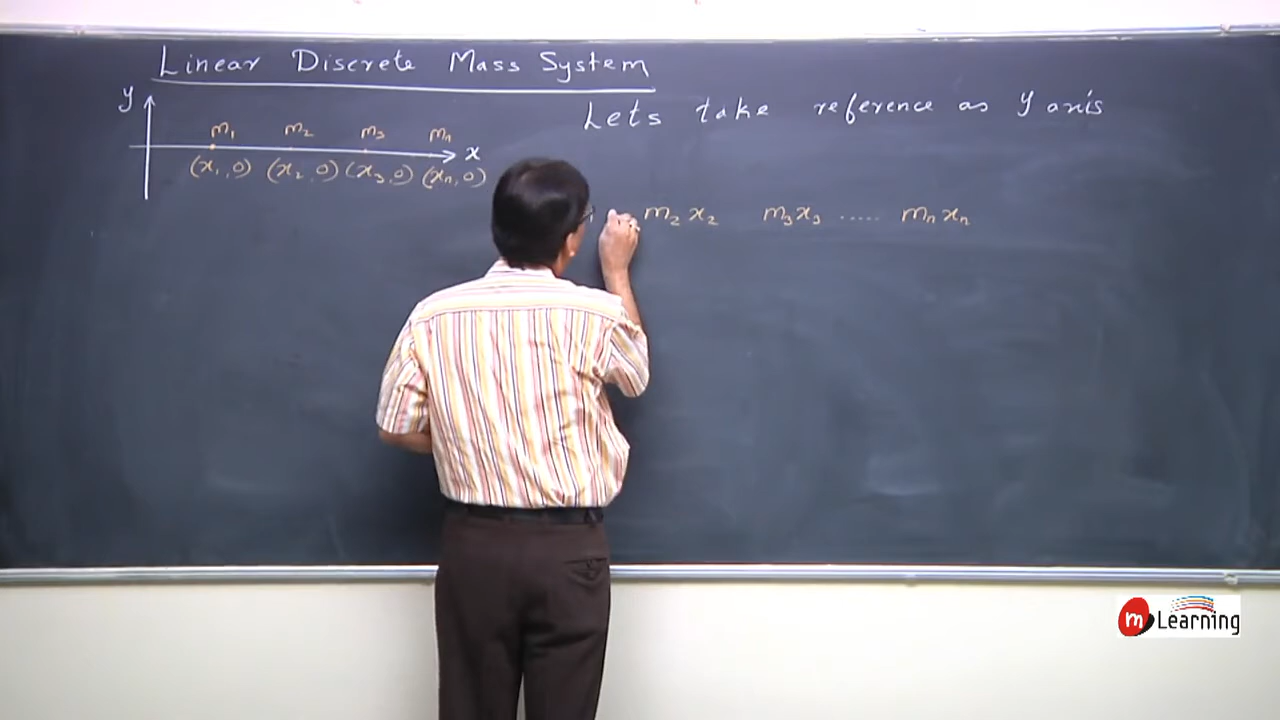 Linear Discrete Mass System
y
Lets take reference as y axis
m₁ m₂ m₃ mₙ
x
(x₁,0) (x₂,0) (x₃,0) (xₙ,0)
m₂x₂ m₃x₃ ..... mₙxₙ
m Learning